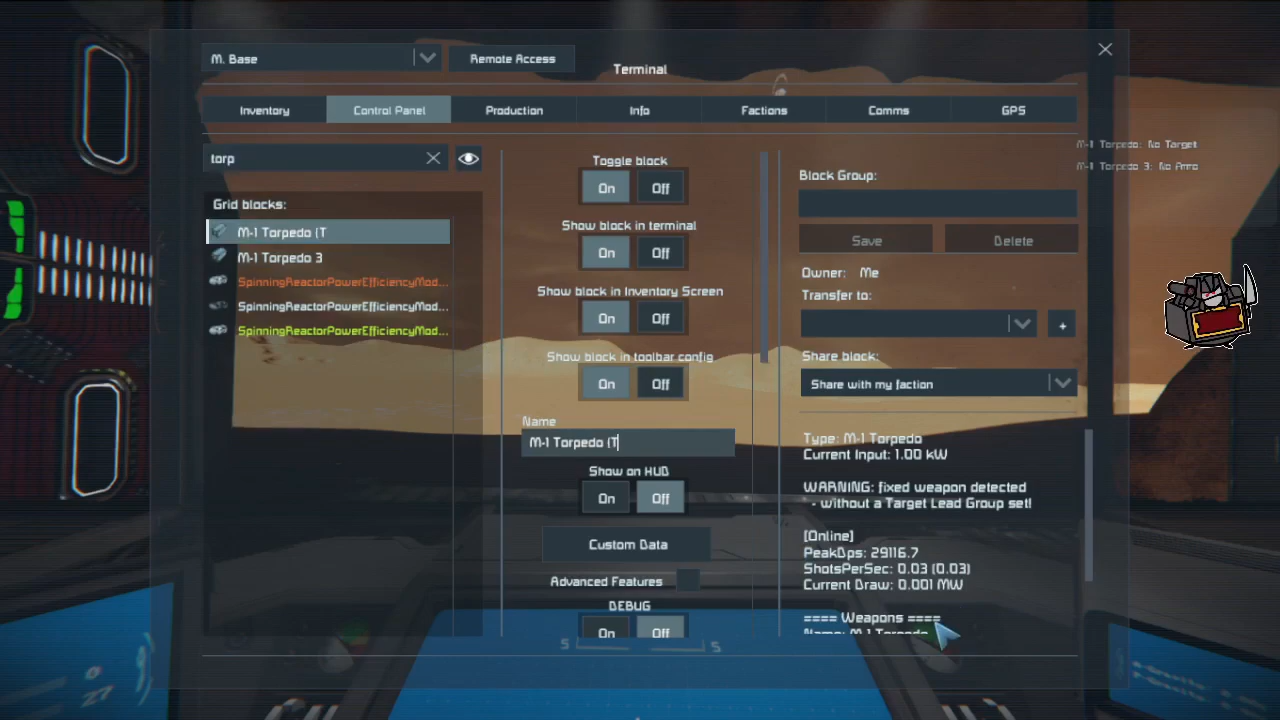 M. Base
Remote Access
Terminal
Inventory
Control Panel
Production
Info
Factions
Comms
GPS
M-1 Torpedo: No Target
M-1 Torpedo 3: No Ammo
torp
Grid blocks:
M-1 Torpedo (T
M-1 Torpedo 3
SpinningReactorPowerEfficiencyMod...
SpinningReactorPowerEfficiencyMod...
SpinningReactorPowerEfficiencyMod...
Toggle block
On Off
Show block in terminal
On Off
Show block in Inventory Screen
On Off
Show block in toolbar config
On Off
Name
M-1 Torpedo (T
Show on HUD
On Off
Custom Data
Advanced Features
DEBUG
On Off
Block Group:
Save
Delete
Owner: Me
Transfer to:
+
Share block:
Share with my faction
Type: M-1 Torpedo
Current Input: 1.00 kW
WARNING: fixed weapon detected
- without a Target Lead Group set!
[Online]
PeakDps: 29116.7
ShotsPerSec: 0.03 (0.03)
Current Draw: 0.001 MW
==== Weapons ====
Name: M-1 Torpedo
S S
27